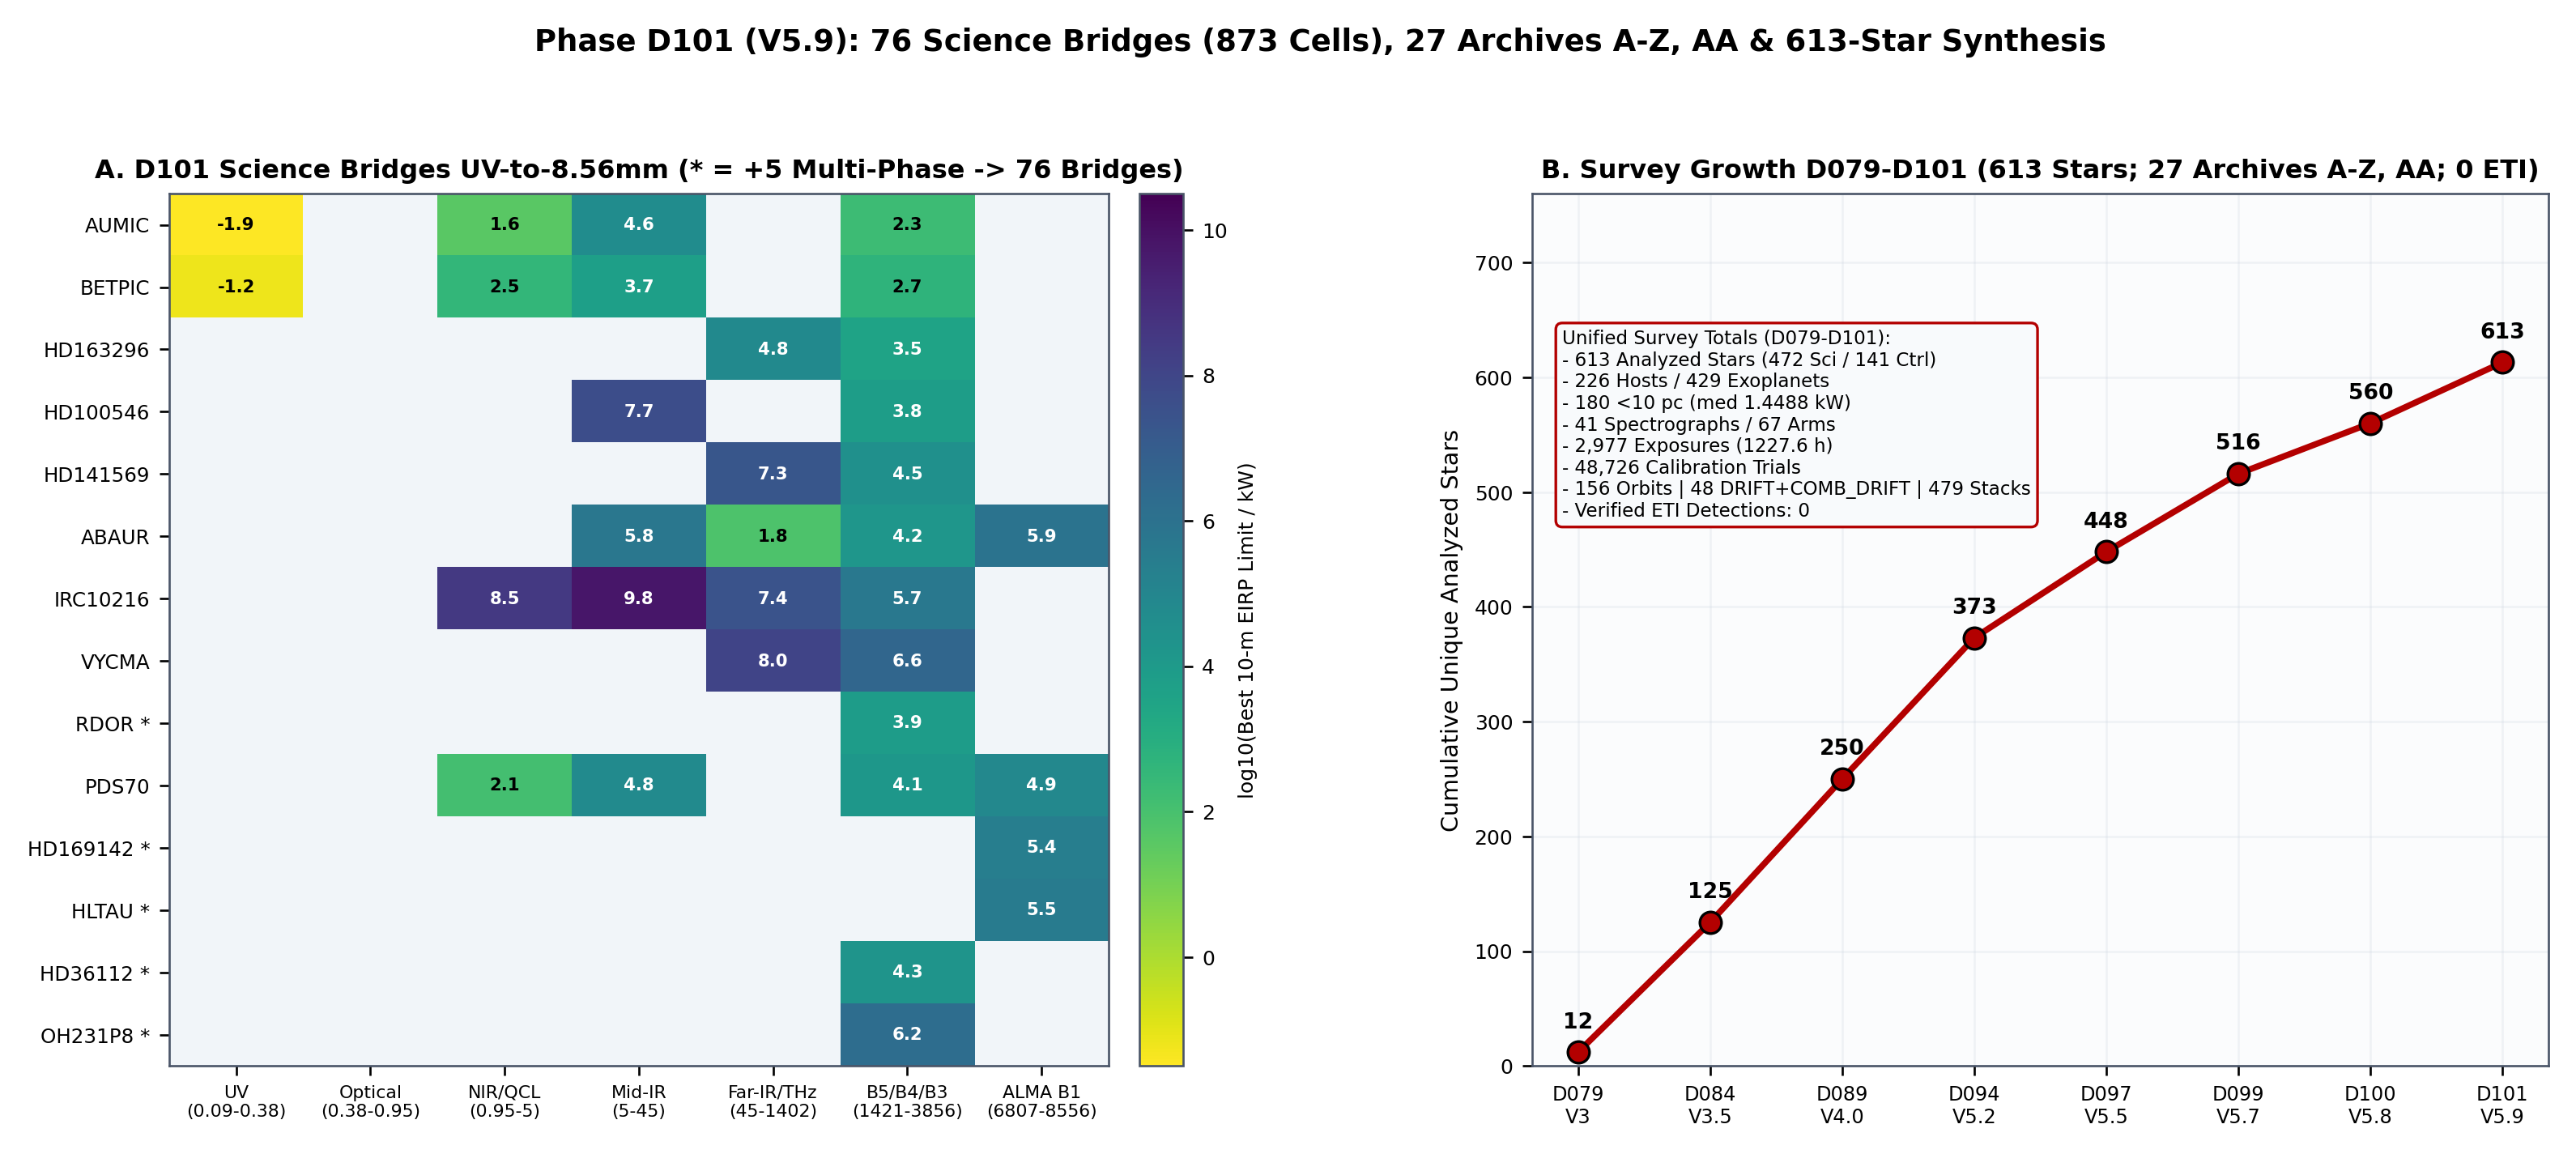 Phase D101 (V5.9): 76 Science Bridges (873 Cells), 27 Archives A-Z, AA & 613-Star Synthesis
A. D101 Science Bridges UV-to-8.56mm (* = +5 Multi-Phase -> 76 Bridges)
AUMIC -1.9 1.6 4.6 2.3
BETPIC -1.2 2.5 3.7 2.7
HD163296 4.8 3.5
HD100546 7.7 3.8
HD141569 7.3 4.5
ABAUR 5.8 1.8 4.2 5.9
IRC10216 8.5 9.8 7.4 5.7
VYCMA 8.0 6.6
RDOR * 3.9
PDS70 2.1 4.8 4.1 4.9
HD169142 * 5.4
HLTAU * 5.5
HD36112 * 4.3
OH231P8 * 6.2
UV Optical NIR/QCL Mid-IR Far-IR/THz B5/B4/B3 ALMA B1
(0.09-0.38) (0.38-0.95) (0.95-5) (5-45) (45-1402) (1421-3856) (6807-8556)
10
8
6
4
2
0
log10(Best 10-m EIRP Limit / kW)
B. Survey Growth D079-D101 (613 Stars; 27 Archives A-Z, AA; 0 ETI)
Cumulative Unique Analyzed Stars
700
600
500
400
300
200
100
0
Unified Survey Totals (D079-D101):
- 613 Analyzed Stars (472 Sci / 141 Ctrl)
- 226 Hosts / 429 Exoplanets
- 180 <10 pc (med 1.4488 kW)
- 41 Spectrographs / 67 Arms
- 2,977 Exposures (1227.6 h)
- 48,726 Calibration Trials
- 156 Orbits | 48 DRIFT+COMB_DRIFT | 479 Stacks
- Verified ETI Detections: 0
12
125
250
373
448
516
560
613
D079 D084 D089 D094 D097 D099 D100 D101
V3 V3.5 V4.0 V5.2 V5.5 V5.7 V5.8 V5.9